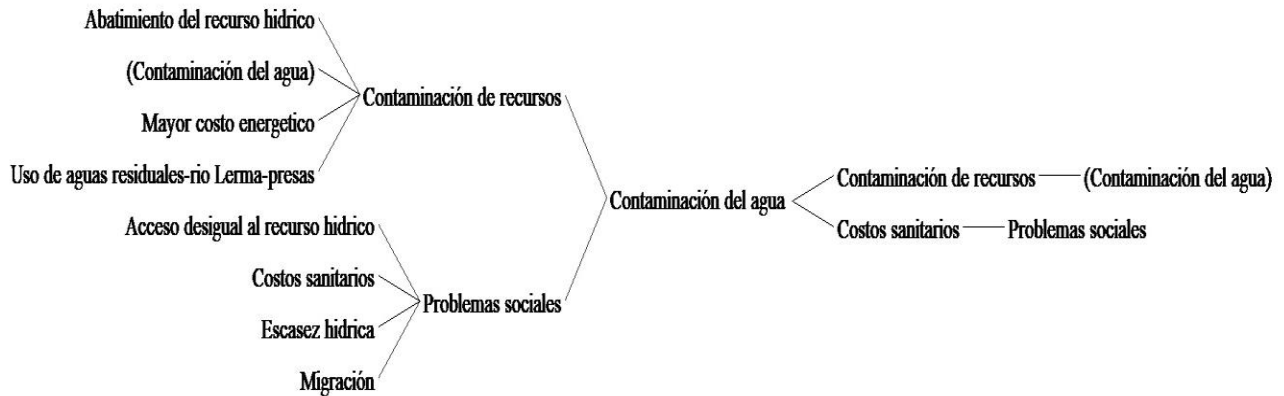 Abatimiento del recurso hidrico
(Contaminación del agua)
Mayor costo energetico
Uso de aguas residuales-rio Lerma-presas
Contaminación de recursos
Acceso desigual al recurso hidrico
Costos sanitarios
Escasez hidrica
Migración
Problemas sociales
Contaminación del agua
Contaminación de recursos
(Contaminación del agua)
Costos sanitarios
Problemas sociales